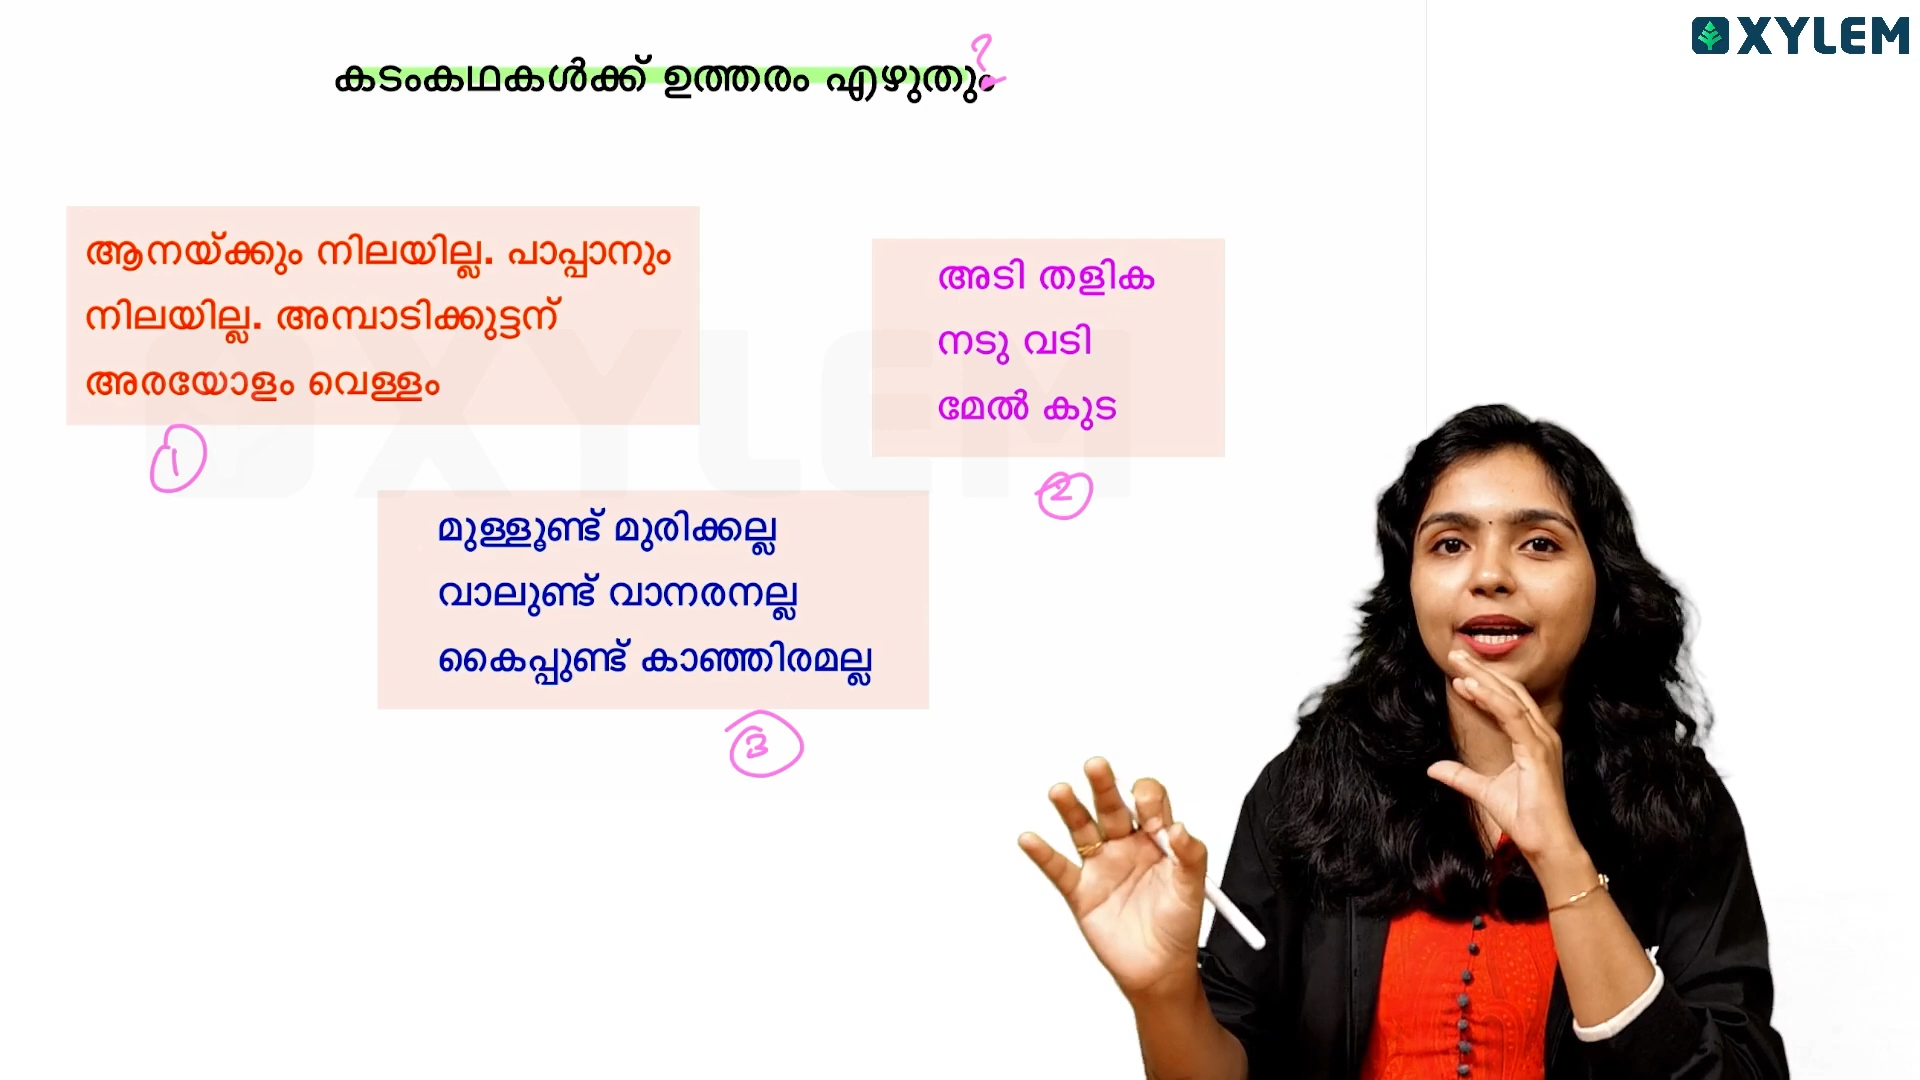 XYLEM
കടംകഥകൾക്ക് ഉത്തരം എഴുതും
?
ആനയ്ക്കും നിലയില്ല. പാപ്പാനും
നിലയില്ല. അമ്പാടിക്കുട്ടന്
അരയോളം വെള്ളം
1
അടി തളിക
നടു വടി
മേൽ കുട
2
മുള്ളൂണ്ട് മുരിക്കല്ല
വാലുണ്ട് വാനരനല്ല
കൈപ്പുണ്ട് കാഞ്ഞിരമല്ല
3
XYLEM